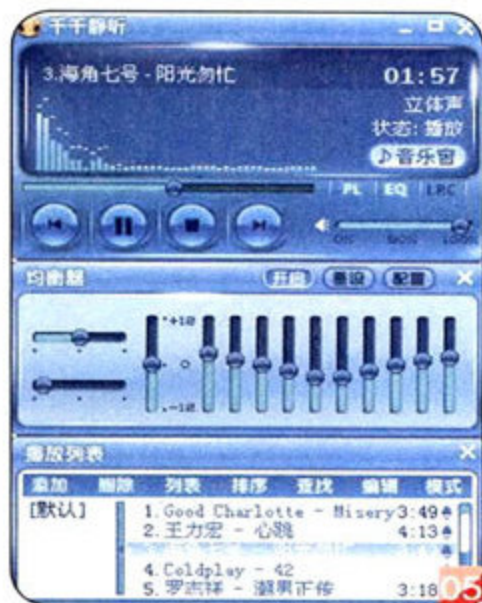 千千静听
3.海角七号 - 阳光勿忙
01:57
立体声
状态: 播放
音乐窗
PL EQ LRC
均衡器
开启 重设 配置
+12
0
-12
播放列表
添加 删除 列表 排序 查找 编辑 模式
[默认]
1.Good Charlotte - Misery 3:49
2.王力宏 - 心跳 4:13
4.Coldplay - 42
5.罗志祥 - 潮男正传 3:18
05